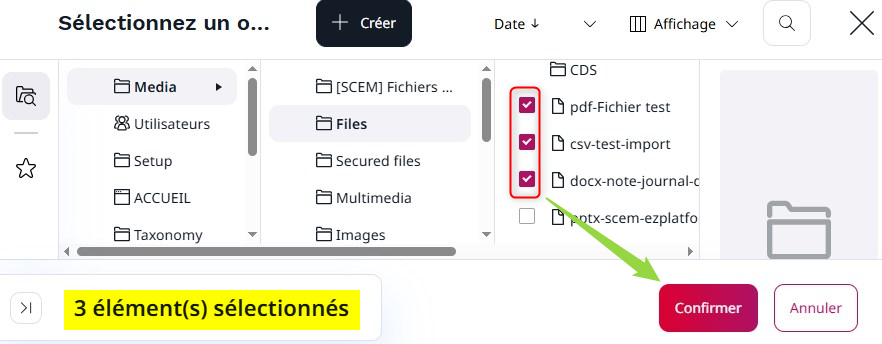 Sélectionnez un o...
Créer
Date
Affichage
Media
Utilisateurs
Setup
ACCUEIL
Taxonomy
[SCEM] Fichiers ...
Files
Secured files
Multimedia
Images
CDS
pdf-Fichier test
csv-test-import
docx-note-journal-d
pptx-scem-ezplatfo
3 élément(s) sélectionnés
Confirmer
Annuler